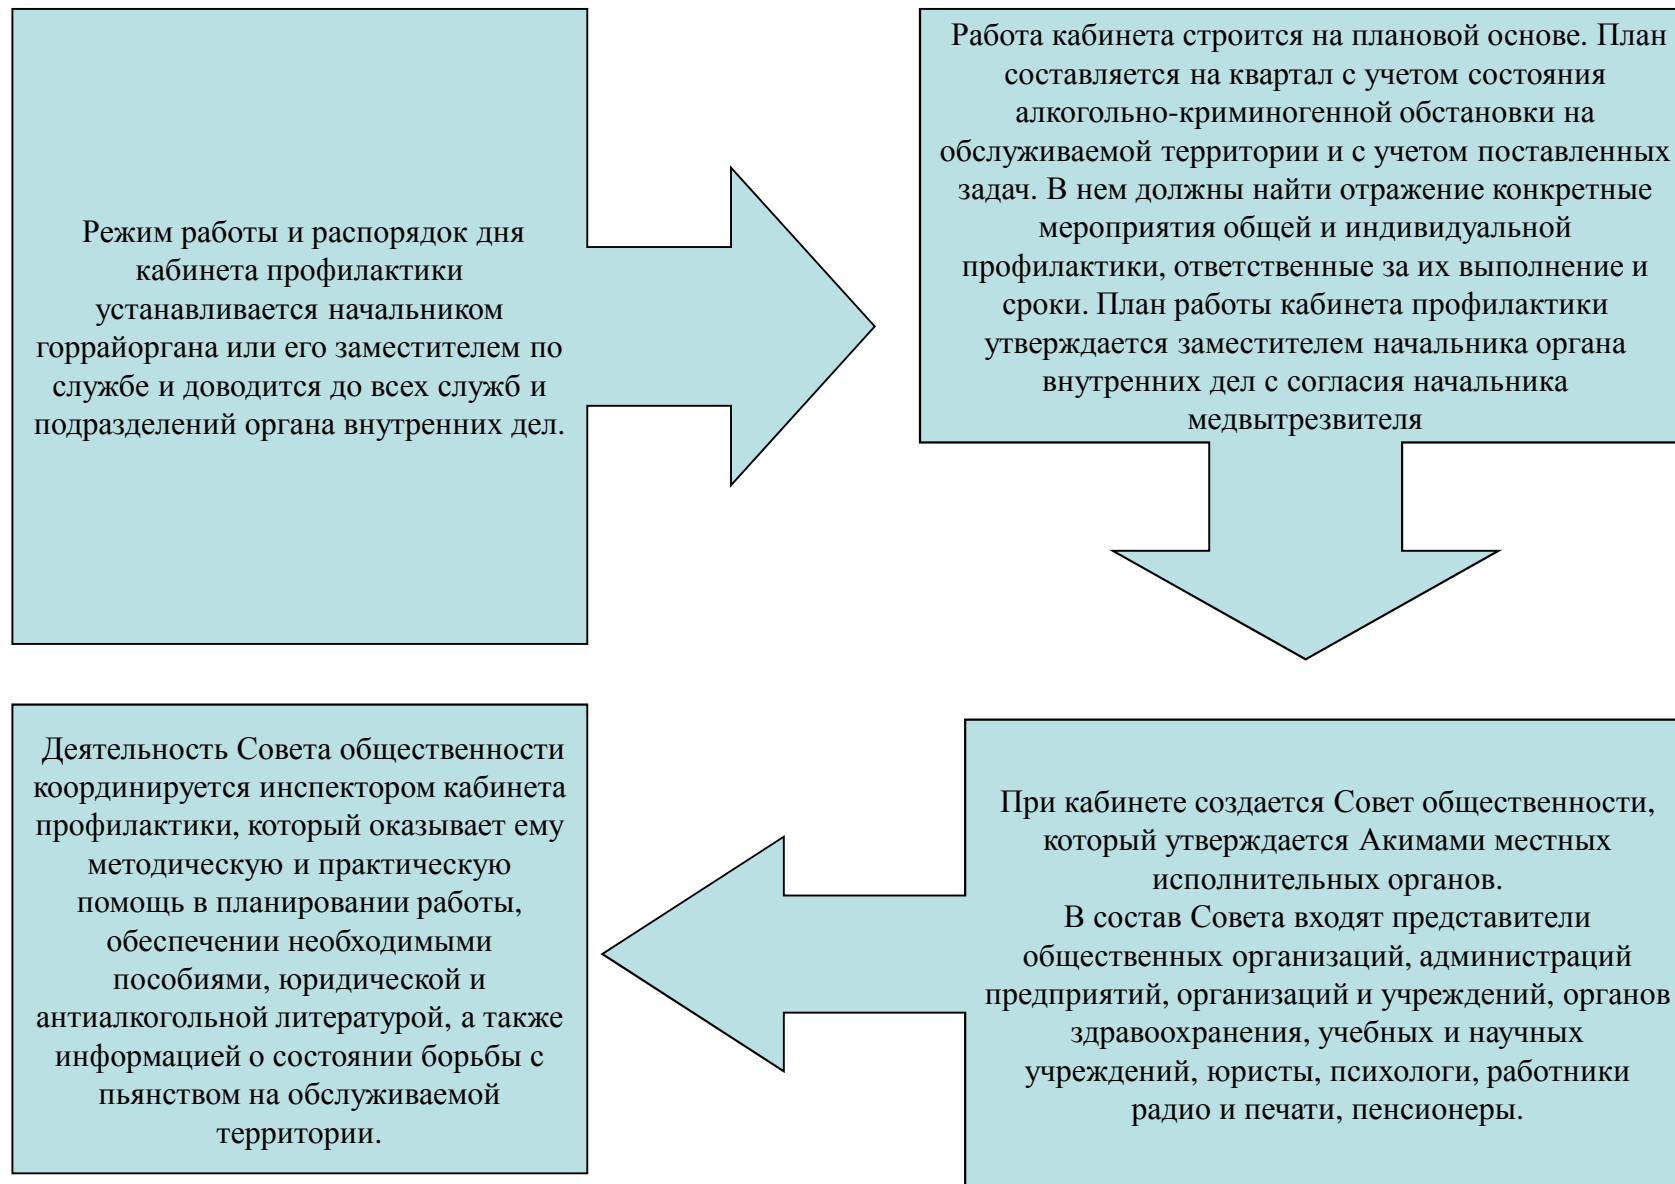 Режим работы и распорядок дня
кабинета профилактики
устанавливается начальником
горрайоргана или его заместителем по
службе и доводится до всех служб и
подразделений органа внутренних дел.
Работа кабинета строится на плановой основе. План
составляется на квартал с учетом состояния
алкогольно-криминогенной обстановки на
обслуживаемой территории и с учетом поставленных
задач. В нем должны найти отражение конкретные
мероприятия общей и индивидуальной
профилактики, ответственные за их выполнение и
сроки. План работы кабинета профилактики
утверждается заместителем начальника органа
внутренних дел с согласия начальника
медвытрезвителя
При кабинете создается Совет общественности,
который утверждается Акимами местных
исполнительных органов.
В состав Совета входят представители
общественных организаций, администраций
предприятий, организаций и учреждений, органов
здравоохранения, учебных и научных
учреждений, юристы, психологи, работники
радио и печати, пенсионеры.
Деятельность Совета общественности
координируется инспектором кабинета
профилактики, который оказывает ему
методическую и практическую
помощь в планировании работы,
обеспечении необходимыми
пособиями, юридической и
антиалкогольной литературой, а также
информацией о состоянии борьбы с
пьянством на обслуживаемой
территории.